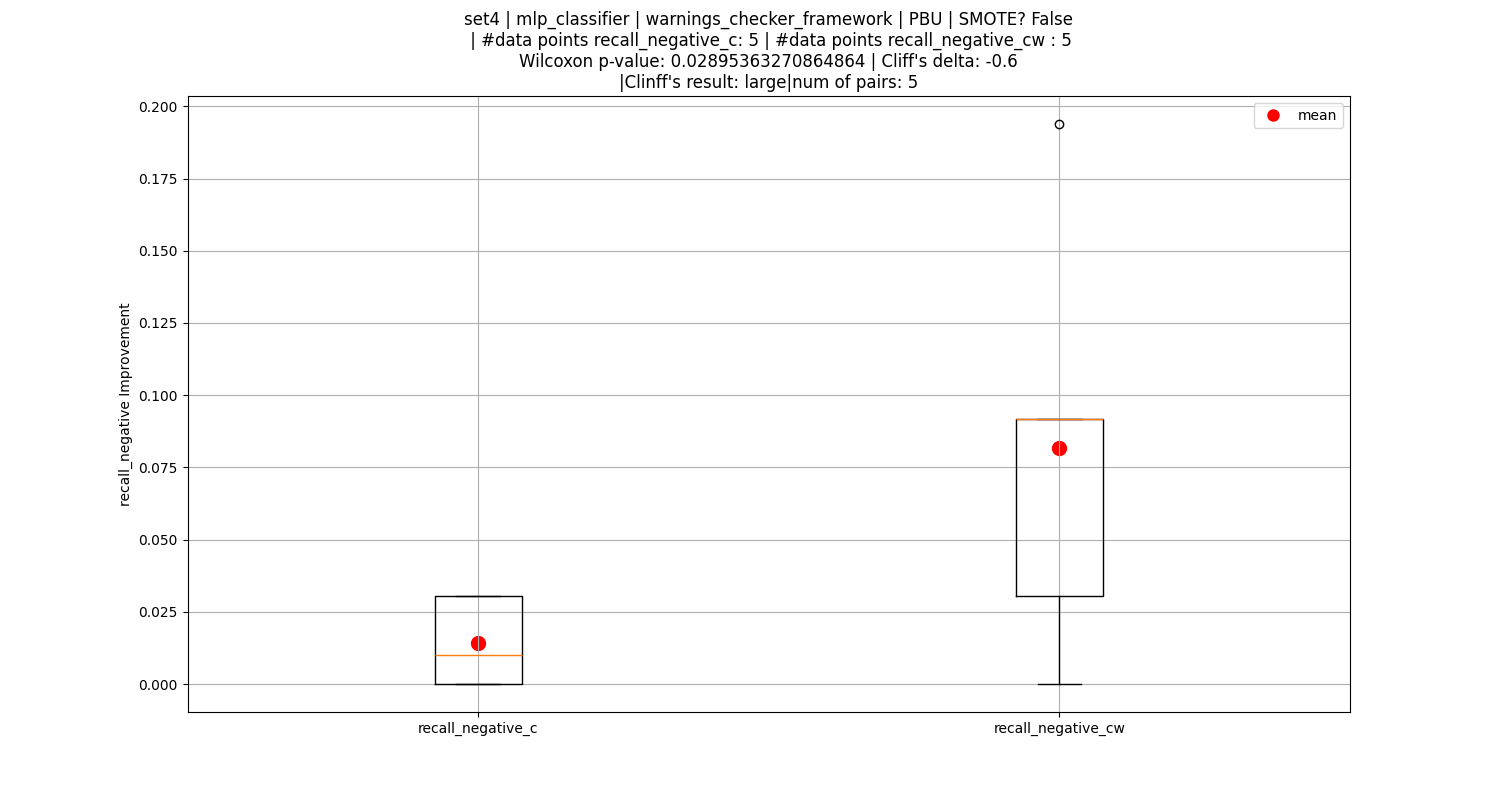 set4 | mlp_classifier | warnings_checker_framework | PBU | SMOTE? False
| #data points recall_negative_c: 5 | #data points recall_negative_cw : 5
Wilcoxon p-value: 0.02895363270864864 | Cliff's delta: -0.6
|Clinff's result: large|num of pairs: 5
mean
0.200
0.175
0.150
0.125
0.100
0.075
0.050
0.025
0.000
recall_negative Improvement
recall_negative_c
recall_negative_cw